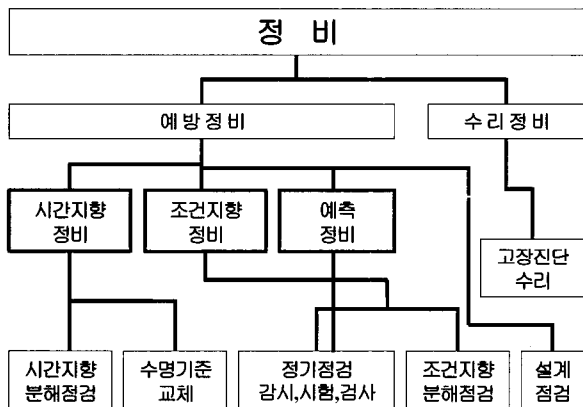 정 비
예 방 정 비
수 리 정 비
시간지향
정비
조건지향
정비
예측
정비
고장진단
수리
시간지향
분해점검
수명기준
교체
정기점검
감시,시험,검사
조건지향
분해점검
설계
점검